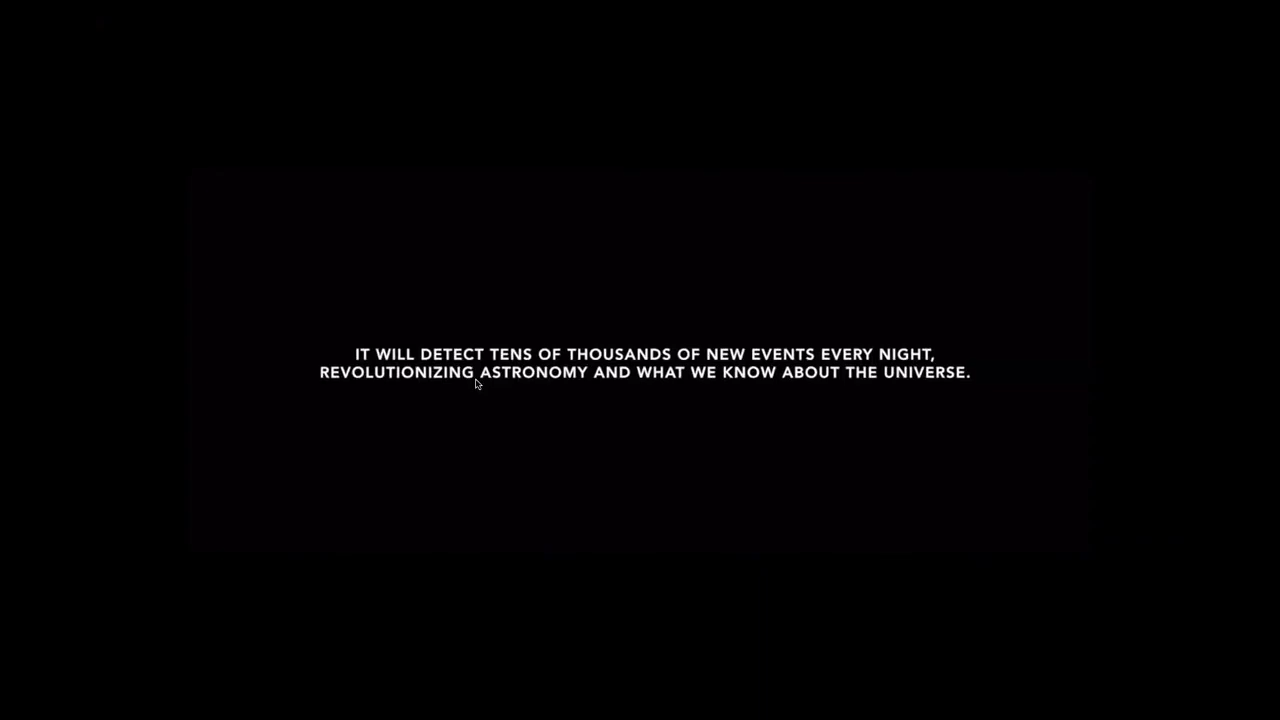 IT WILL DETECT TENS OF THOUSANDS OF NEW EVENTS EVERY NIGHT,
REVOLUTIONIZING ASTRONOMY AND WHAT WE KNOW ABOUT THE UNIVERSE.